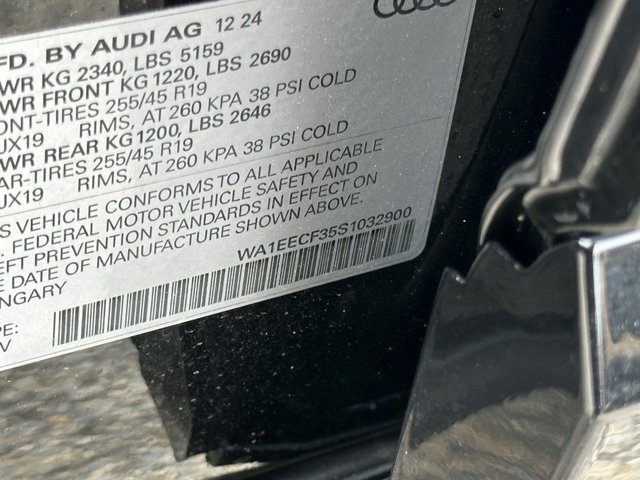 MFD. BY AUDI AG 12 24
WR KG 2340, LBS 5159
WR FRONT KG 1220, LBS 2690
ONT-TIRES 255/45 R19
UX19 RIMS, AT 260 KPA 38 PSI COLD
WR REAR KG 1200, LBS 2646
AR-TIRES 255/45 R19
UX19 RIMS, AT 260 KPA 38 PSI COLD
S VEHICLE CONFORMS TO ALL APPLICABLE
. FEDERAL MOTOR VEHICLE SAFETY AND
EFT PREVENTION STANDARDS IN EFFECT ON
E DATE OF MANUFACTURE SHOWN ABOVE.
WA1EECF35S1032900
NGARY
PE:
V